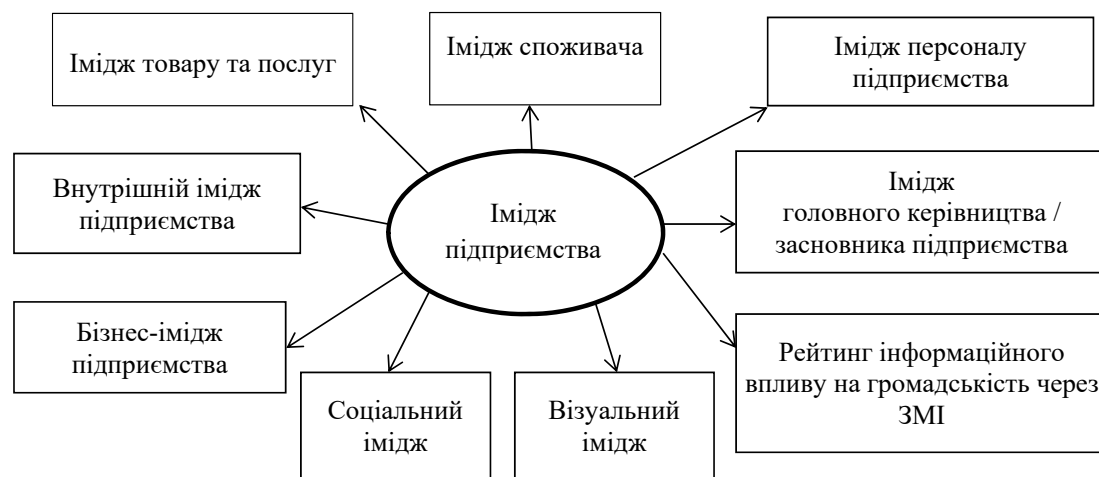 Імідж товару та послуг
Імідж споживача
Імідж персоналу
підприємства
Внутрішній імідж
підприємства
Імідж
підприємства
Імідж
головного керівництва /
засновника підприємства
Бізнес-імідж
підприємства
Соціальний
імідж
Візуальний
імідж
Рейтинг інформаційного
впливу на громадськість через
ЗМІ